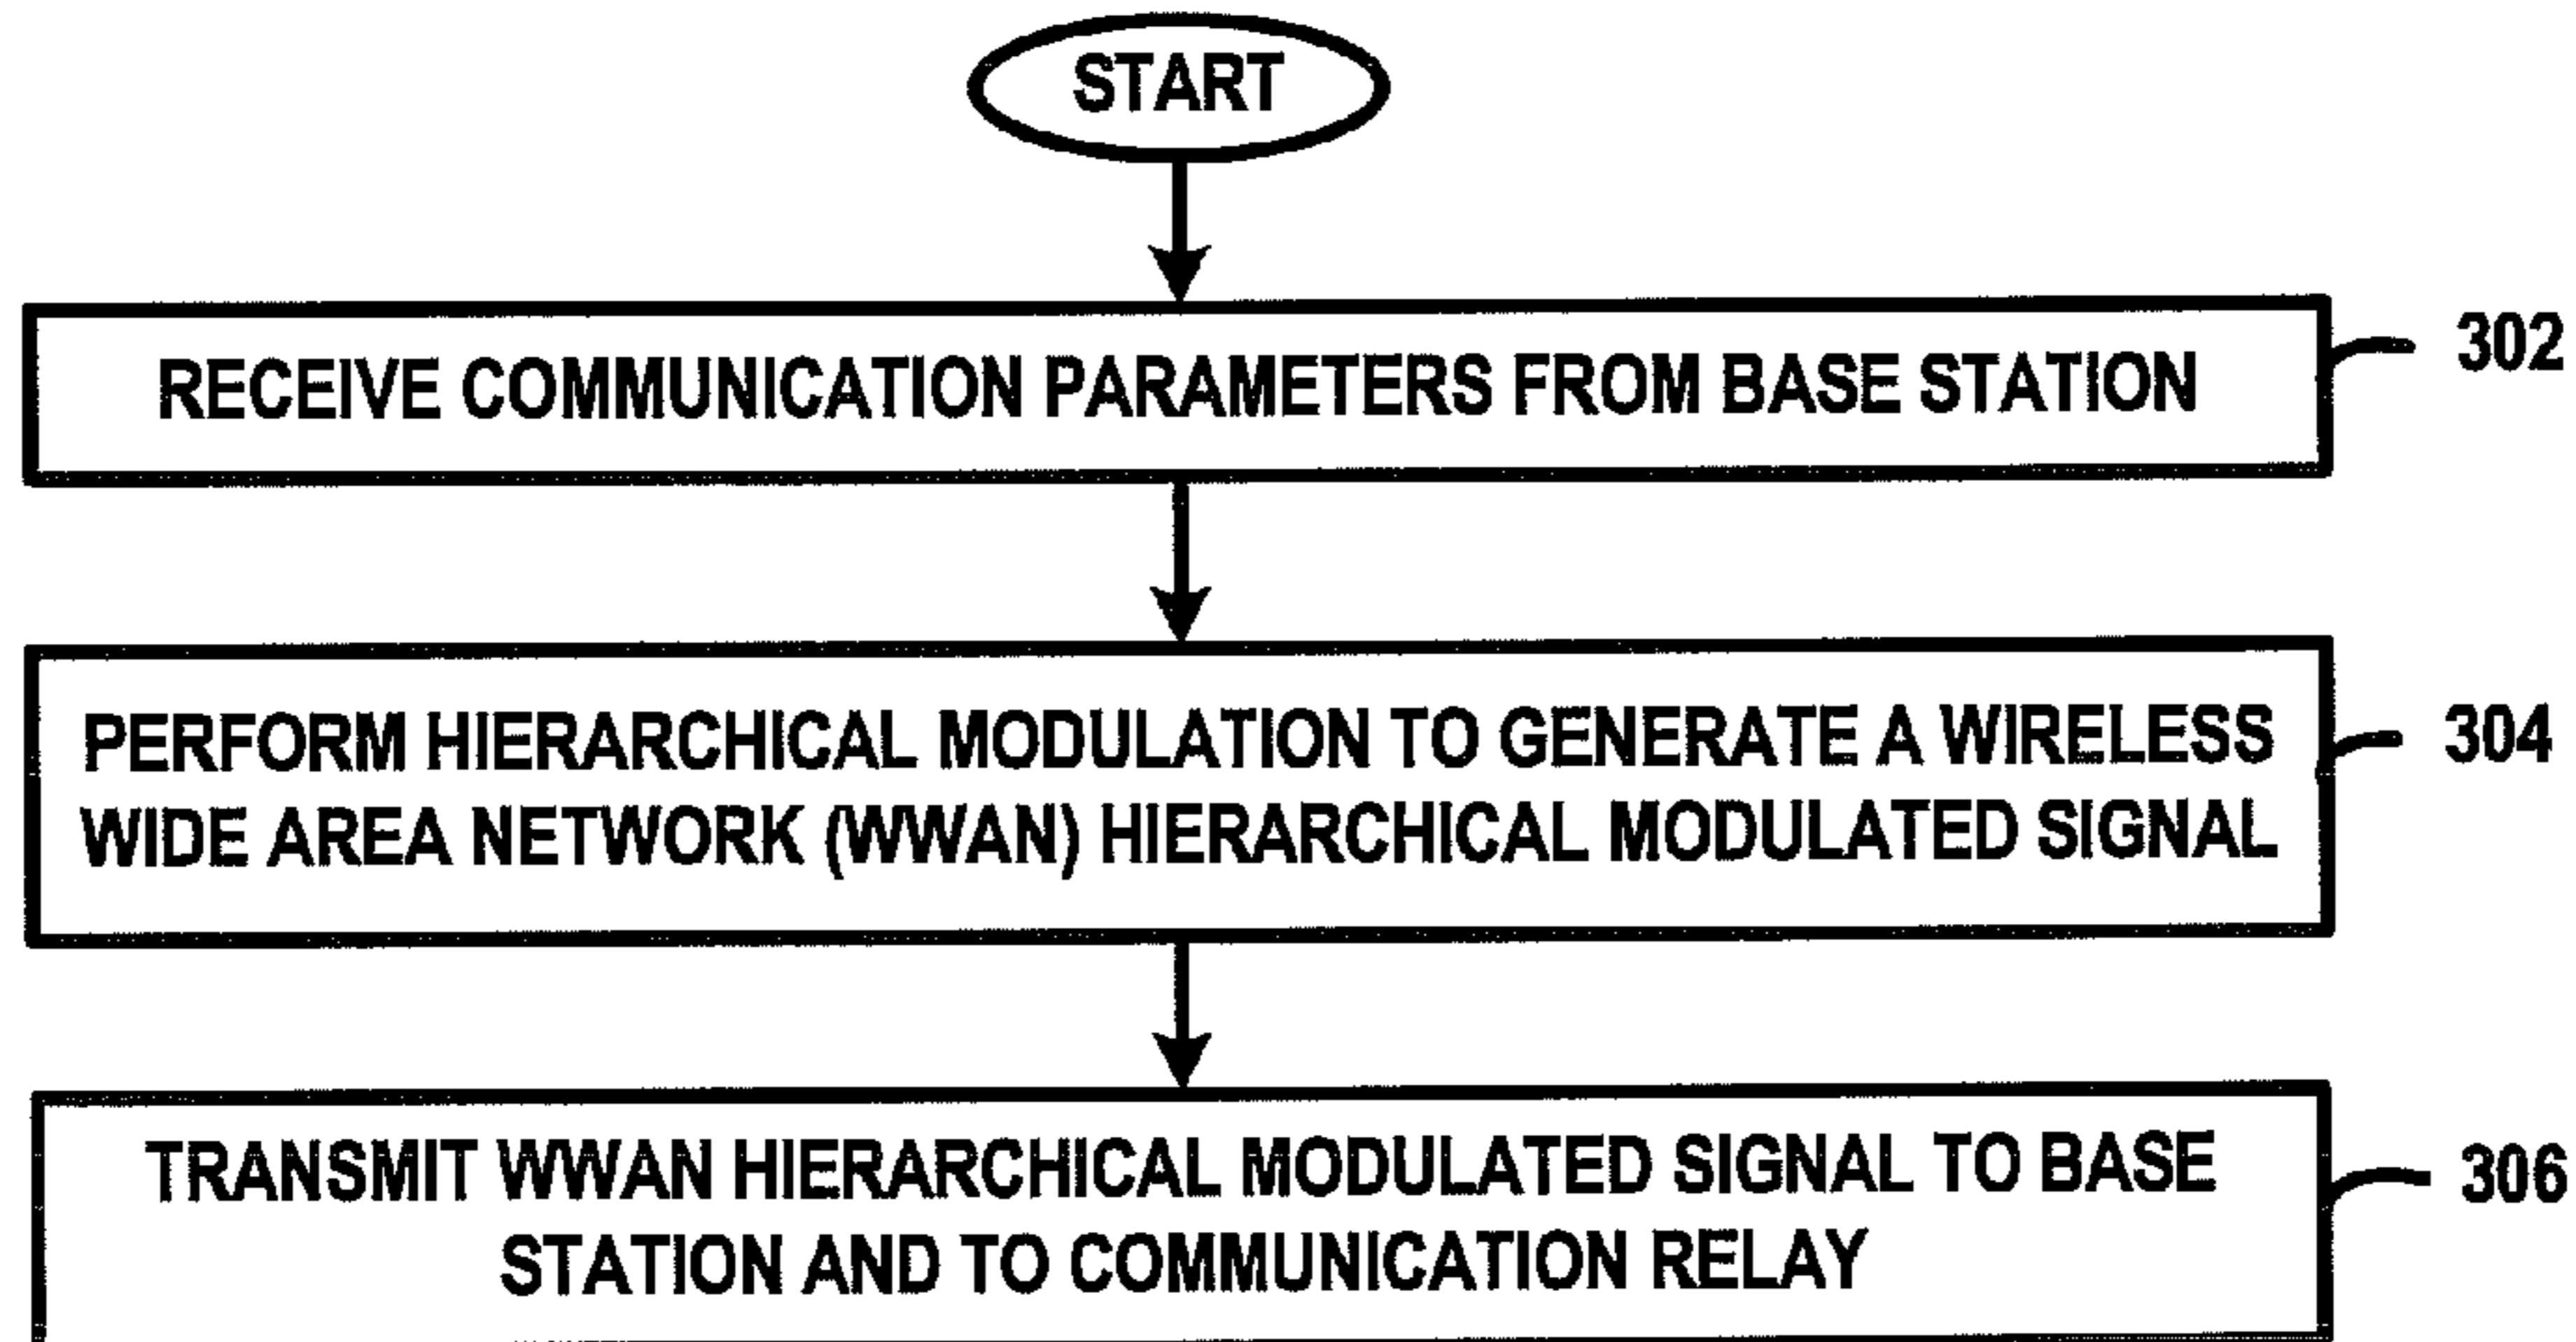 START
RECEIVE COMMUNICATION PARAMETERS FROM BASE STATION
302
PERFORM HIERARCHICAL MODULATION TO GENERATE A WIRELESS
WIDE AREA NETWORK (WWAN) HIERARCHICAL MODULATED SIGNAL
304
TRANSMIT WWAN HIERARCHICAL MODULATED SIGNAL TO BASE
STATION AND TO COMMUNICATION RELAY
306